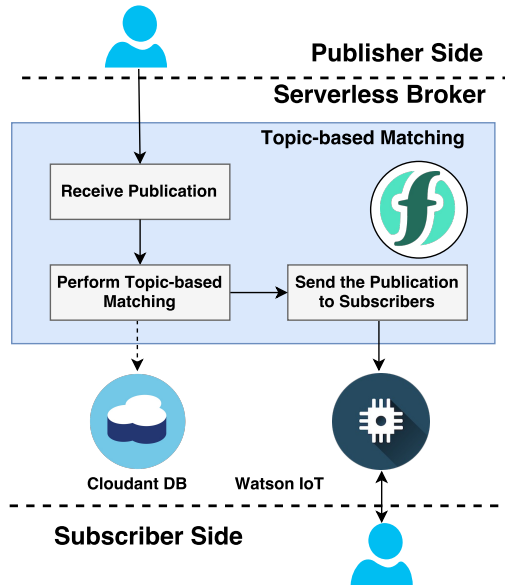 Publisher Side
Serverless Broker
Topic-based Matching
Receive Publication
Perform Topic-based
Matching
Send the Publication
to Subscribers
Cloudant DB
Watson IoT
Subscriber Side